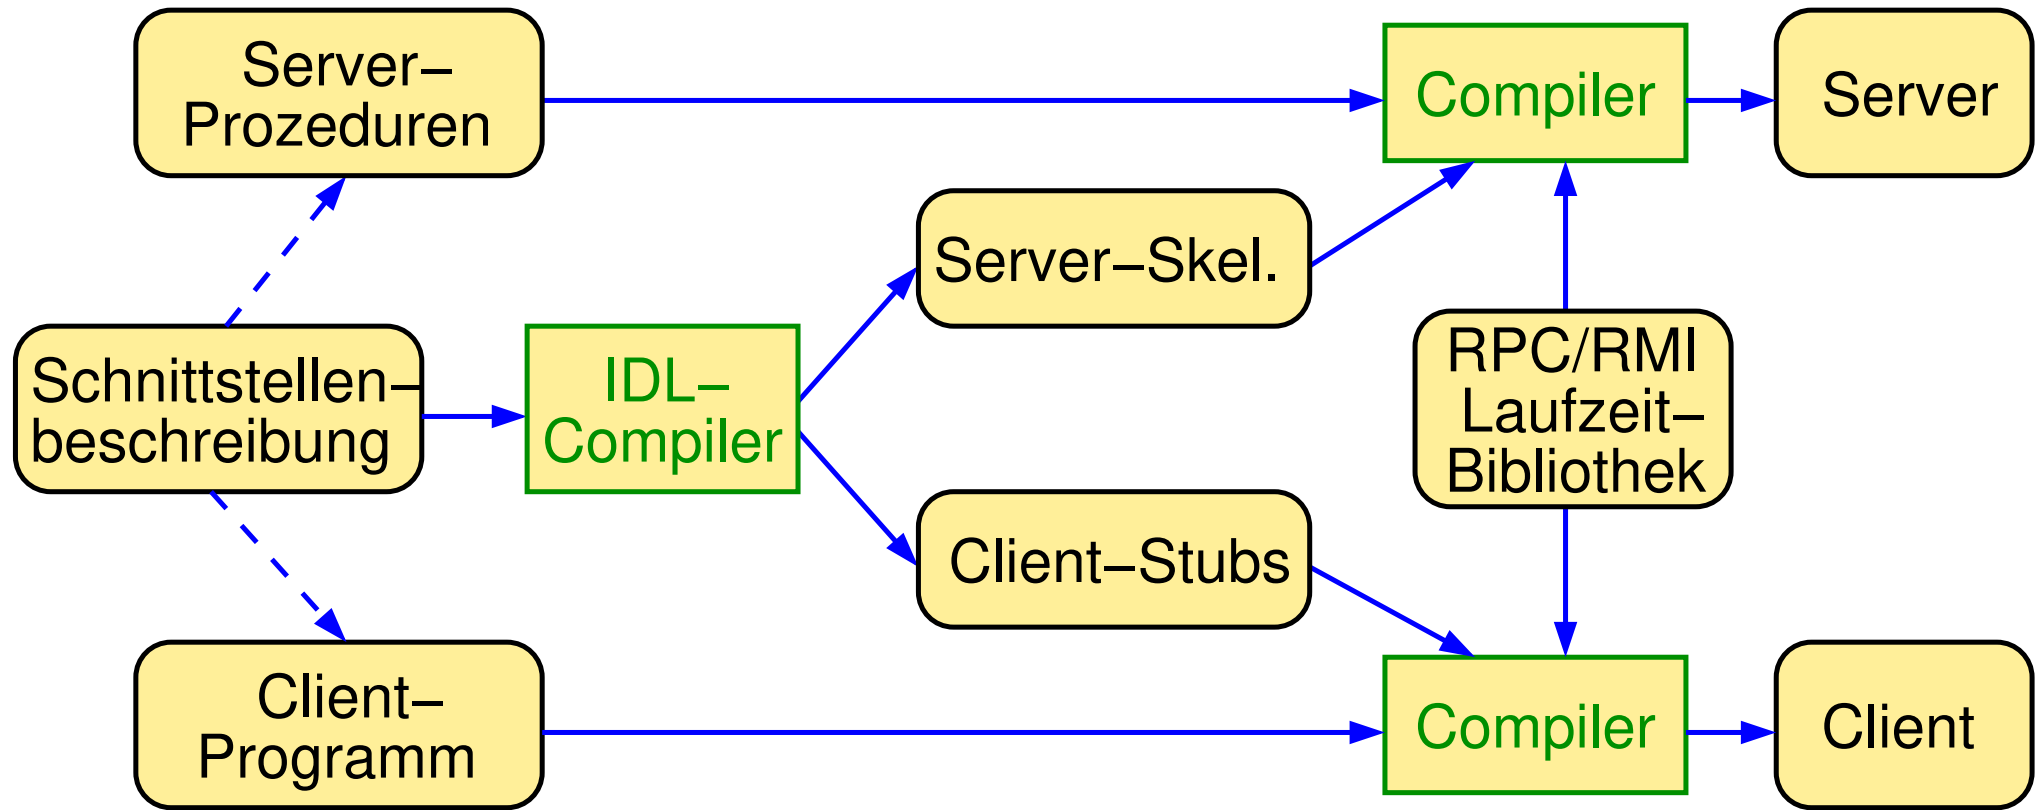 Server–
Prozeduren
Compiler
Server
Server–Skel.
Schnittstellen–
beschreibung
IDL–
Compiler
RPC/RMI
Laufzeit–
Bibliothek
Client–Stubs
Client–
Programm
Compiler
Client